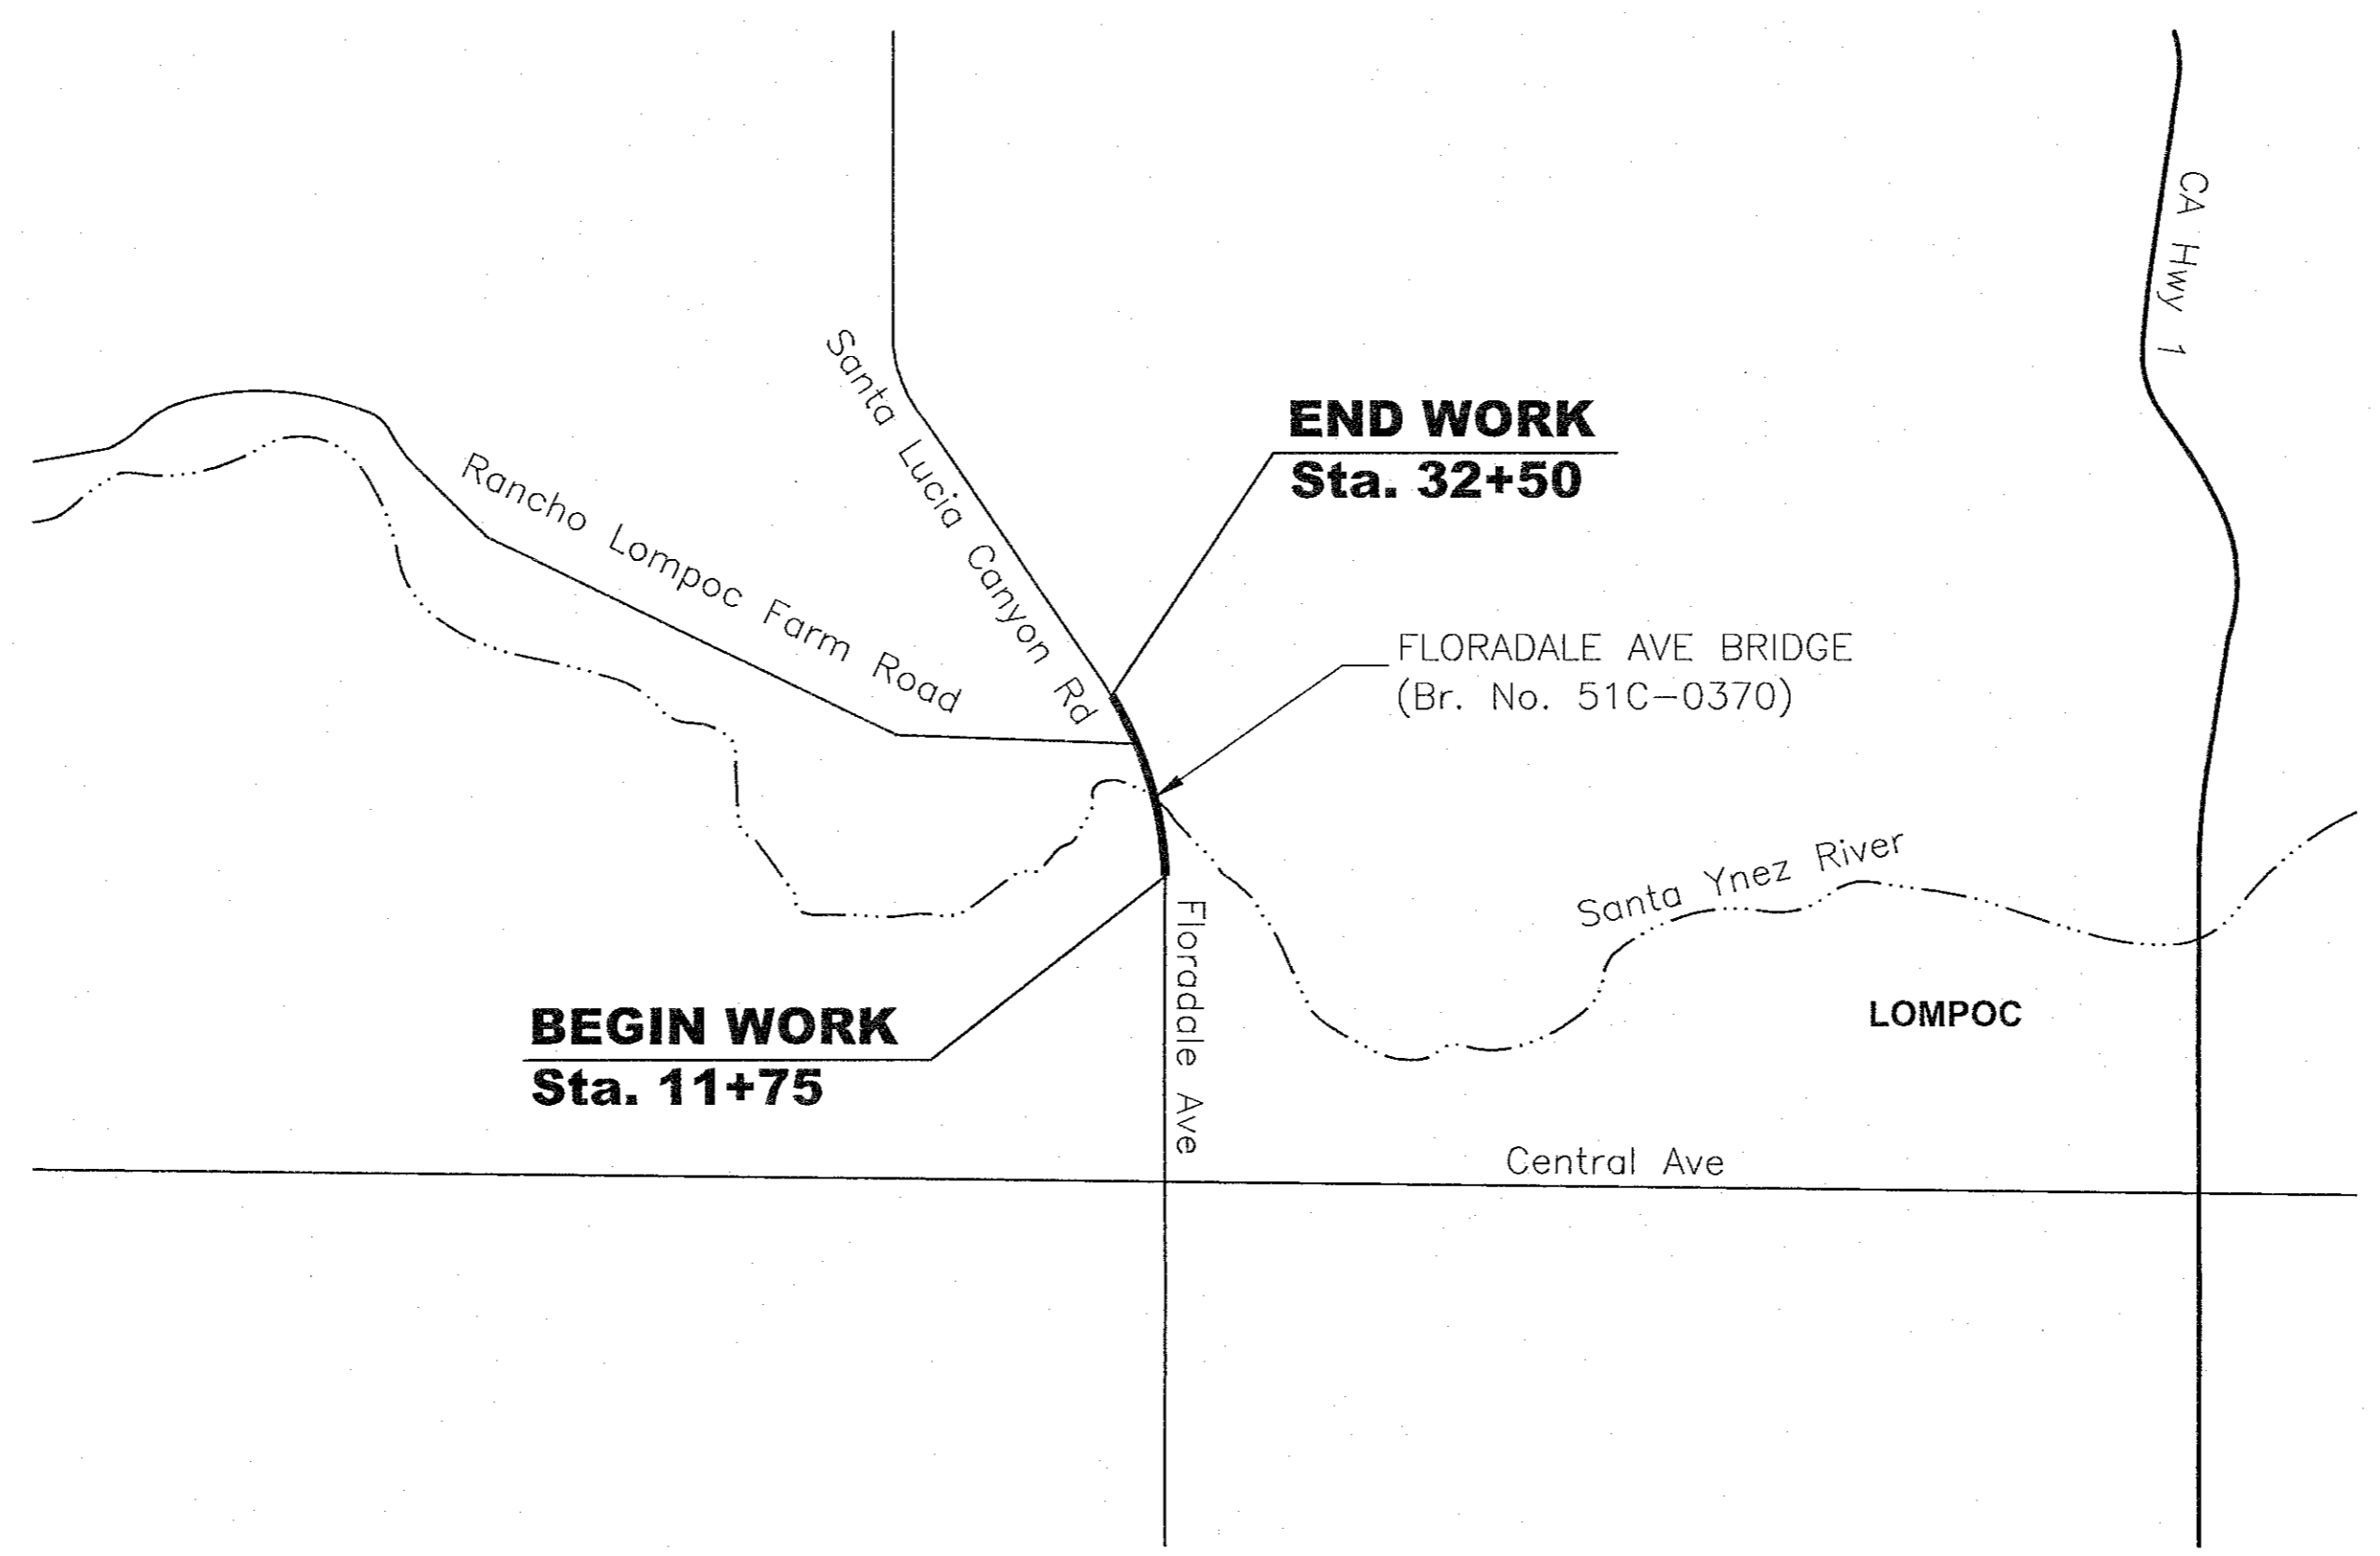 CA Hwy 1
Santa Lucia Canyon Rd
END WORK
Sta. 32+50
Rancho Lompoc Farm Road
FLORADALE AVE BRIDGE
(Br. No. 51C-0370)
Santa Ynez River
Floradale Ave
LOMPOC
BEGIN WORK
Sta. 11+75
Central Ave